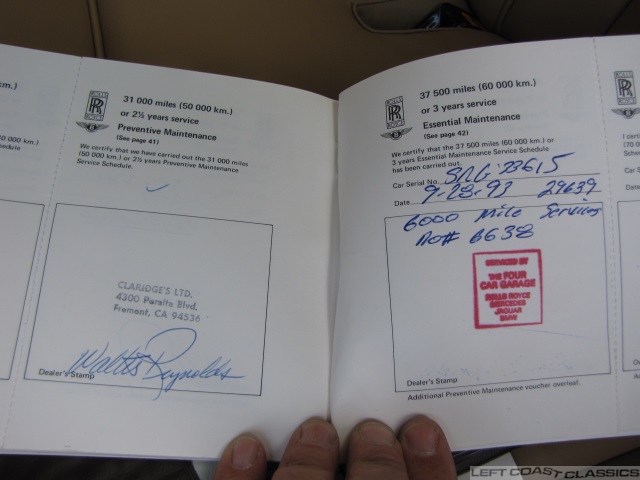 31 000 miles (50 000 km.)
or 2½ years service
Preventive Maintenance
(See page 41)
We certify that we have carried out the 31 000 miles
(50 000 km.) or 2½ years Preventive Maintenance
Service Schedule.
CLARIDGE'S LTD.
4300 Peralta Blvd.
Fremont, CA 94536
Reynolds
Dealer's Stamp
ROLLS
RR
ROYCE
37 500 miles (60 000 km.)
or 3 years service
Essential Maintenance
(See page 42)
We certify that the 37 500 miles (60 000 km.) or
3 years Essential Maintenance Service Schedule
has been carried out.
Car Serial No.
Date 9-28-93 29639
6000 Mile Service
6638
SERVICED BY
THE FOUR
CAR GARAGE
ROLLS ROYCE
MERCEDES
JAGUAR
BMW
Dealer's Stamp
Additional Preventive Maintenance voucher overleaf.
LEFT COAST CLASSICS